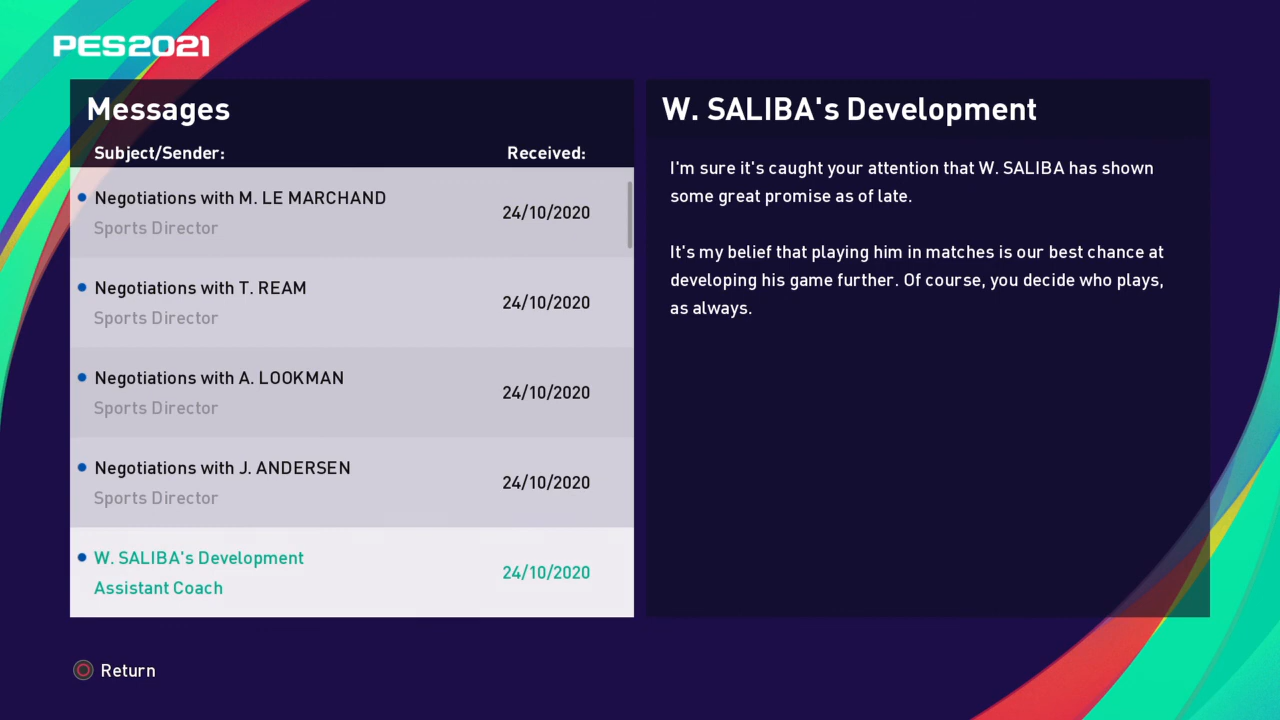 PES2021
Messages
Subject/Sender: Received:
Negotiations with M. LE MARCHAND
Sports Director
24/10/2020
Negotiations with T. REAM
Sports Director
24/10/2020
Negotiations with A. LOOKMAN
Sports Director
24/10/2020
Negotiations with J. ANDERSEN
Sports Director
24/10/2020
W. SALIBA's Development
Assistant Coach
24/10/2020
W. SALIBA's Development
I'm sure it's caught your attention that W. SALIBA has shown
some great promise as of late.
It's my belief that playing him in matches is our best chance at
developing his game further. Of course, you decide who plays,
as always.
Return